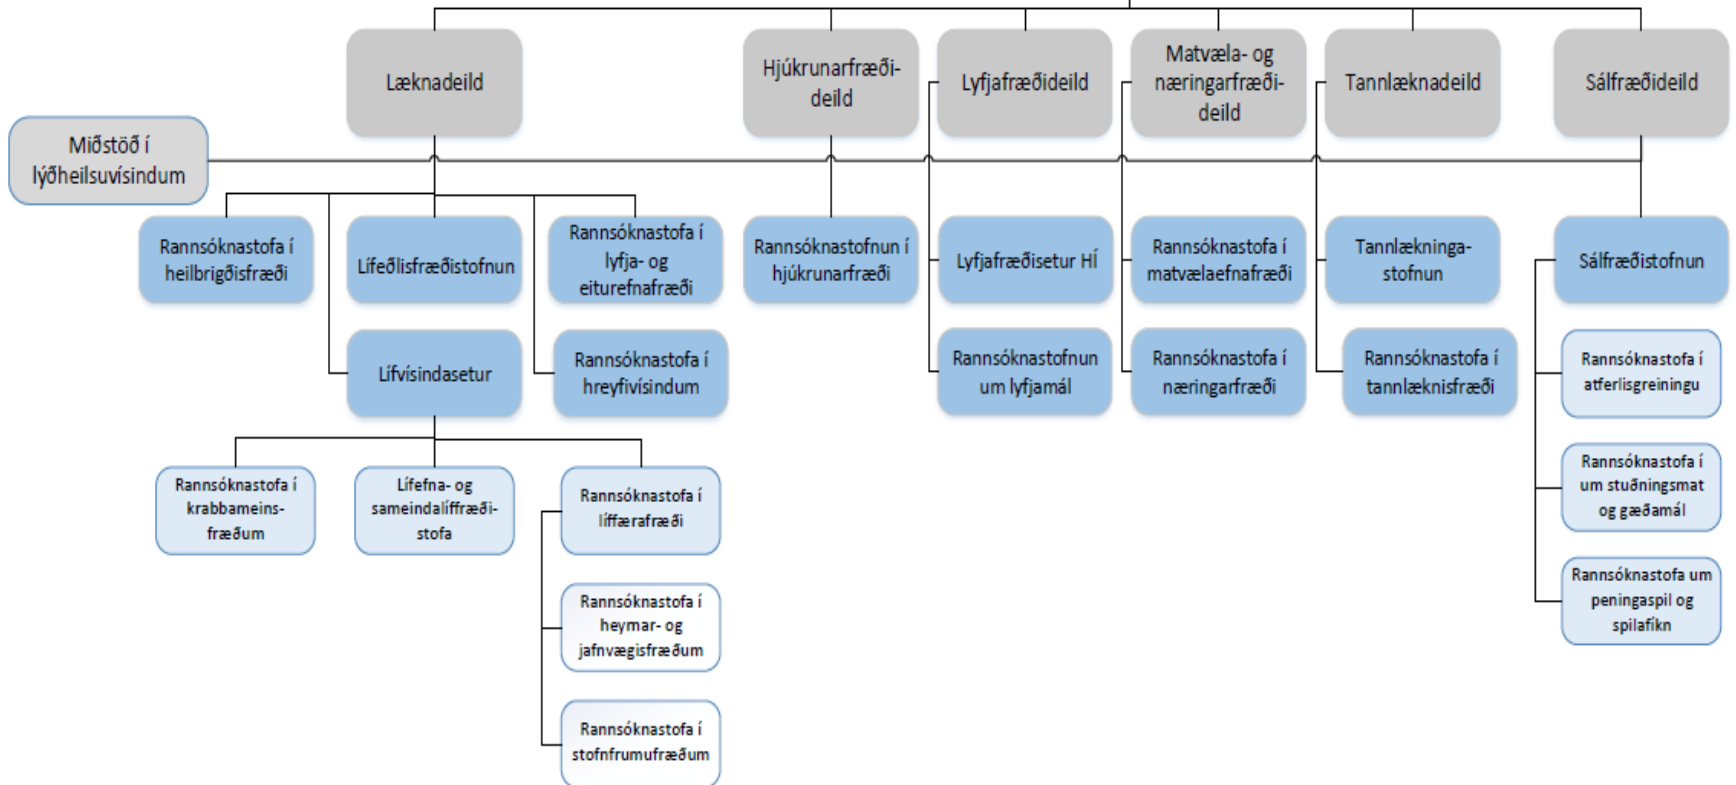 Læknadeild
Hjúkrunarfræði-
deild
Lyfjafræðideild
Matvæla- og
næringarfræði-
deild
Tannlæknadeild
Sálfræðideild
Miðstöð í
lýðheilsuvísindum
Rannsóknastofa í
heilbrigðisfræði
Lífeðlisfræðistofnun
Rannsóknastofa í
lyfja- og
eiturefnafræði
Rannsóknastofnun í
hjúkrunarfræði
Lyfjafræðisetur HÍ
Rannsóknastofa í
matvælaefnafræði
Tannlækninga-
stofnun
Sálfræðistofnun
Lífvísindasetur
Rannsóknastofa í
hreyfivísindum
Rannsóknastofnun
um lyfjamál
Rannsóknastofa í
næringarfræði
Rannsóknastofa í
tannlæknisfræði
Rannsóknastofa í
atferlisgreiningu
Rannsóknastofa í
krabbameins-
fræðum
Lífefna- og
sameindalíffræði-
stofa
Rannsóknastofa í
líffærafræði
Rannsóknastofa í
um stuðningsmat
og gæðamál
Rannsóknastofa í
heymar- og
jafnvægisfræðum
Rannsóknastofa um
peningaspil og
spilafíkn
Rannsóknastofa í
stofnfrumufræðum